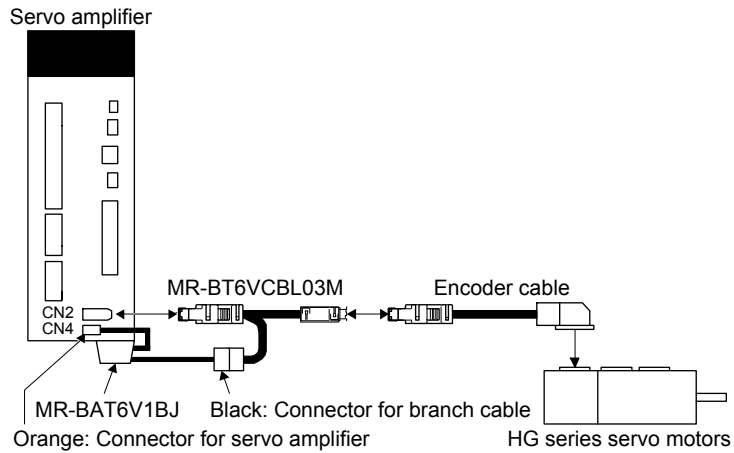 Servo amplifier
MR-BT6VCBL03M
Encoder cable
CN2
CN4
MR-BAT6V1BJ
Black: Connector for branch cable
Orange: Connector for servo amplifier
HG series servo motors